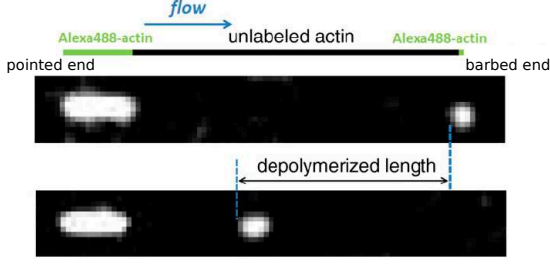 flow
Alexa488-actin unlabeled actin Alexa488-actin
pointed end barbed end
depolymerized length